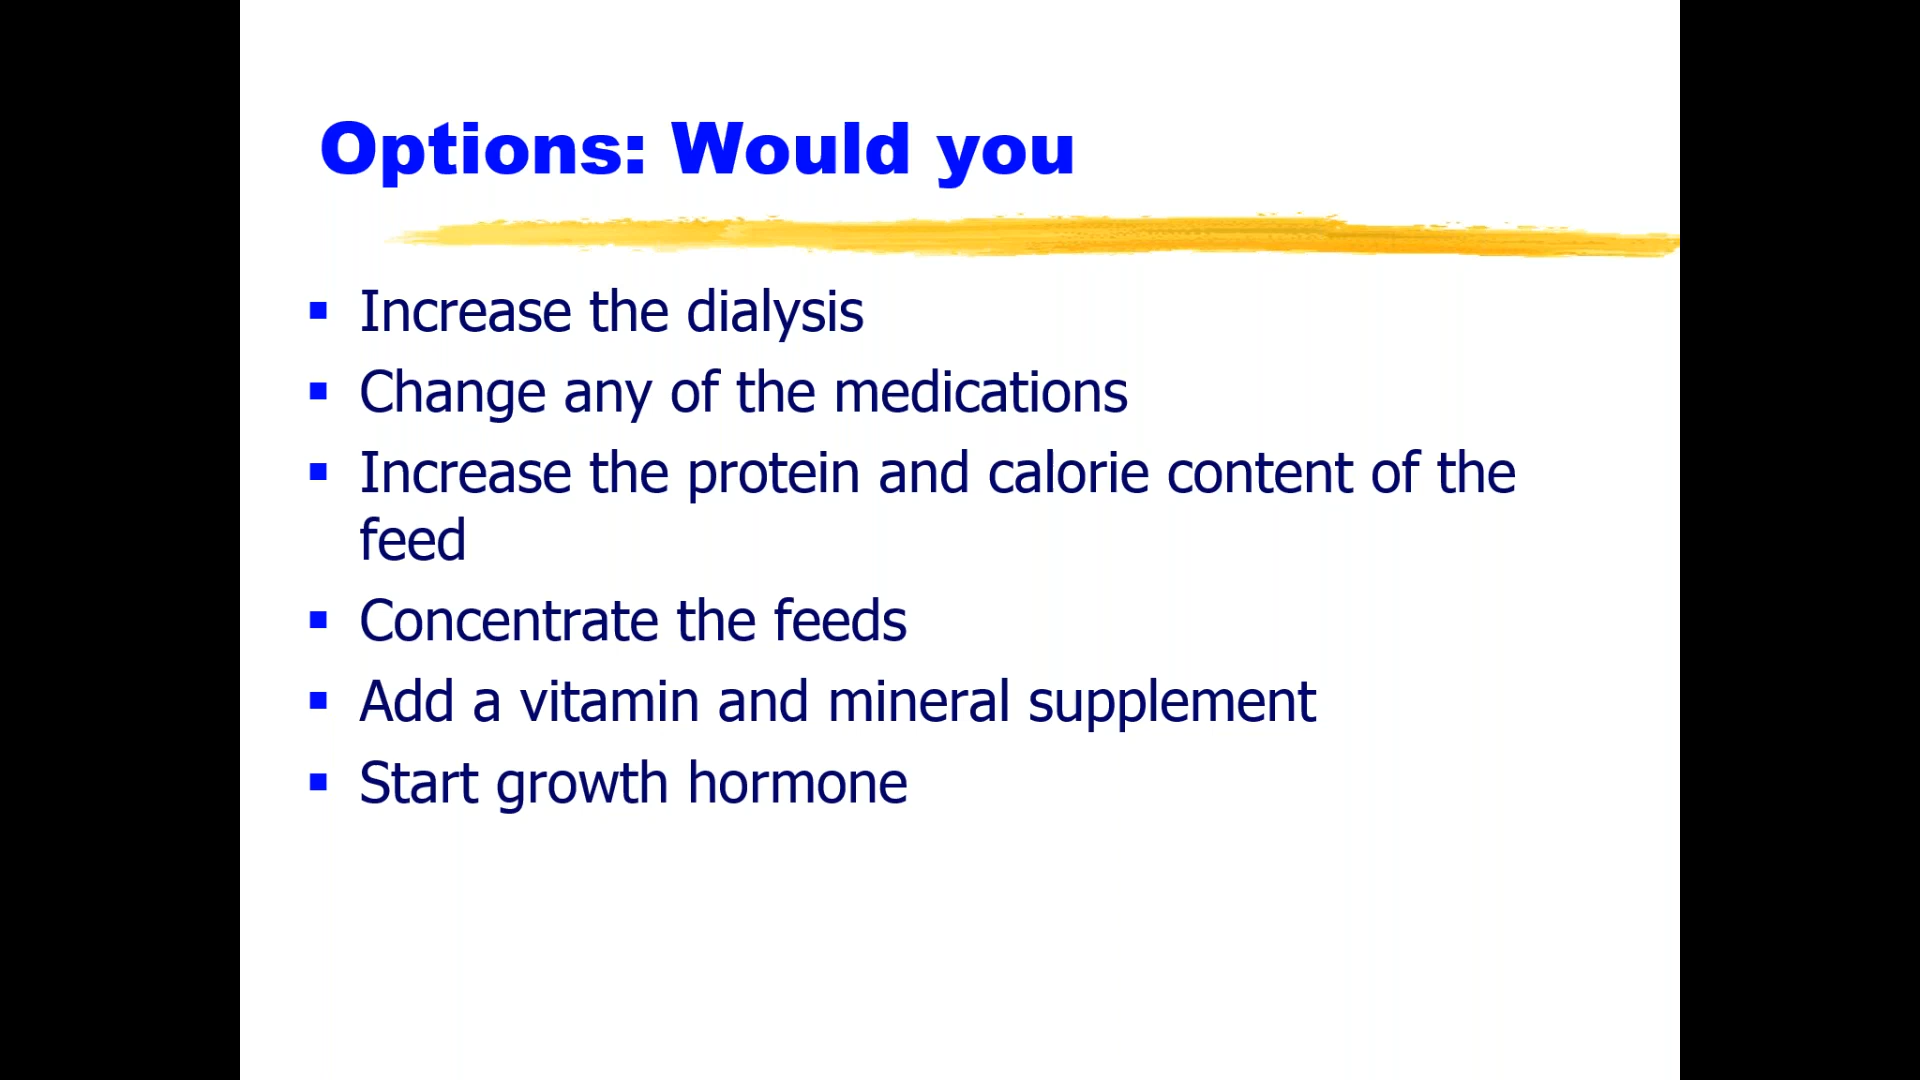 Options: Would you
Increase the dialysis
Change any of the medications
Increase the protein and calorie content of the
feed
Concentrate the feeds
Add a vitamin and mineral supplement
Start growth hormone